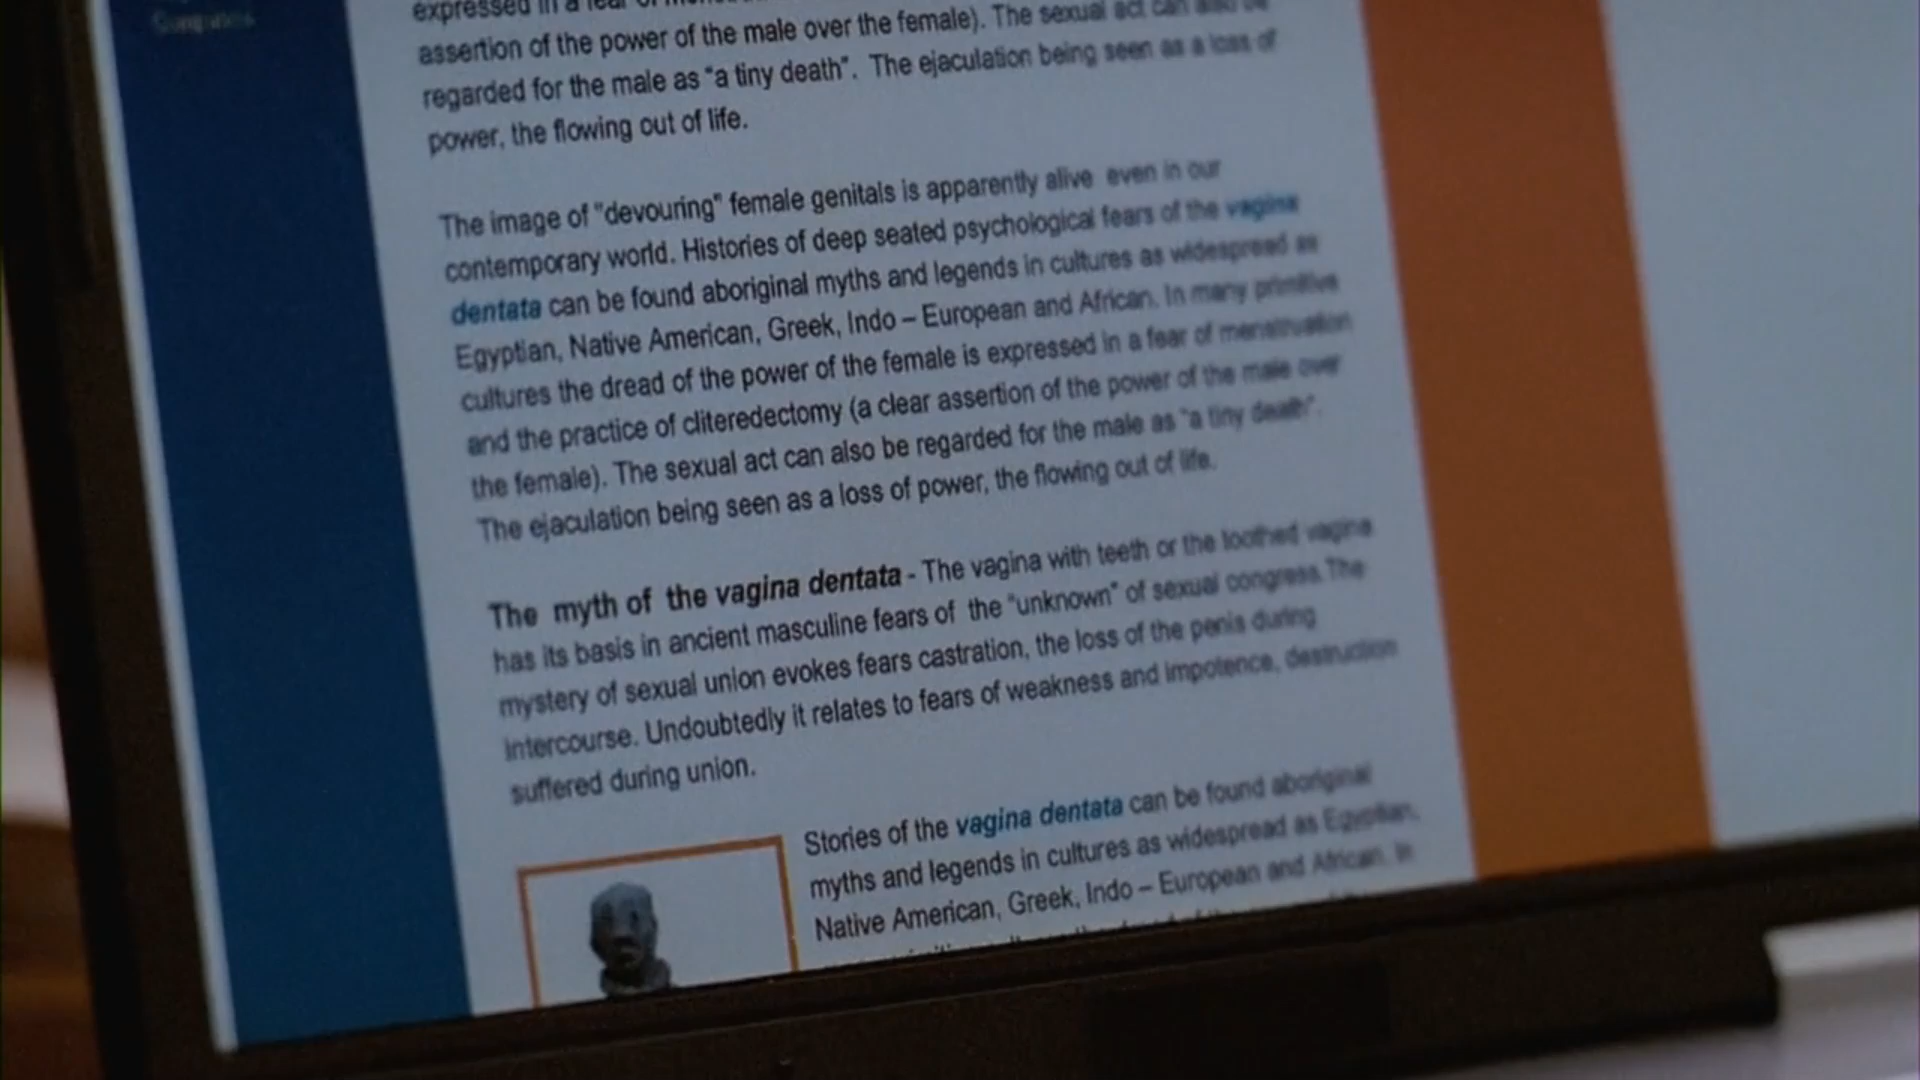 expressed in a fear of
assertion of the power of the male over the female). The sexual act can also be
regarded for the male as "a tiny death". The ejaculation being seen as a loss of
power, the flowing out of life.
The image of "devouring" female genitals is apparently alive even in our
contemporary world. Histories of deep seated psychological fears of the vagina
dentata can be found aboriginal myths and legends in cultures as widespread as
Egyptian, Native American, Greek, Indo – European and African. In many primitive
cultures the dread of the power of the female is expressed in a fear of menstruation
and the practice of cliteredectomy (a clear assertion of the power of the male over
the female). The sexual act can also be regarded for the male as "a tiny death".
The ejaculation being seen as a loss of power, the flowing out of life.
The myth of the vagina dentata - The vagina with teeth or the toothed vagina
has its basis in ancient masculine fears of the "unknown" of sexual congress.The
mystery of sexual union evokes fears castration, the loss of the penis during
intercourse. Undoubtedly it relates to fears of weakness and impotence, destruction
suffered during union.
Stories of the vagina dentata can be found aboriginal
myths and legends in cultures as widespread as Egyptian,
Native American, Greek, Indo – European and African. In